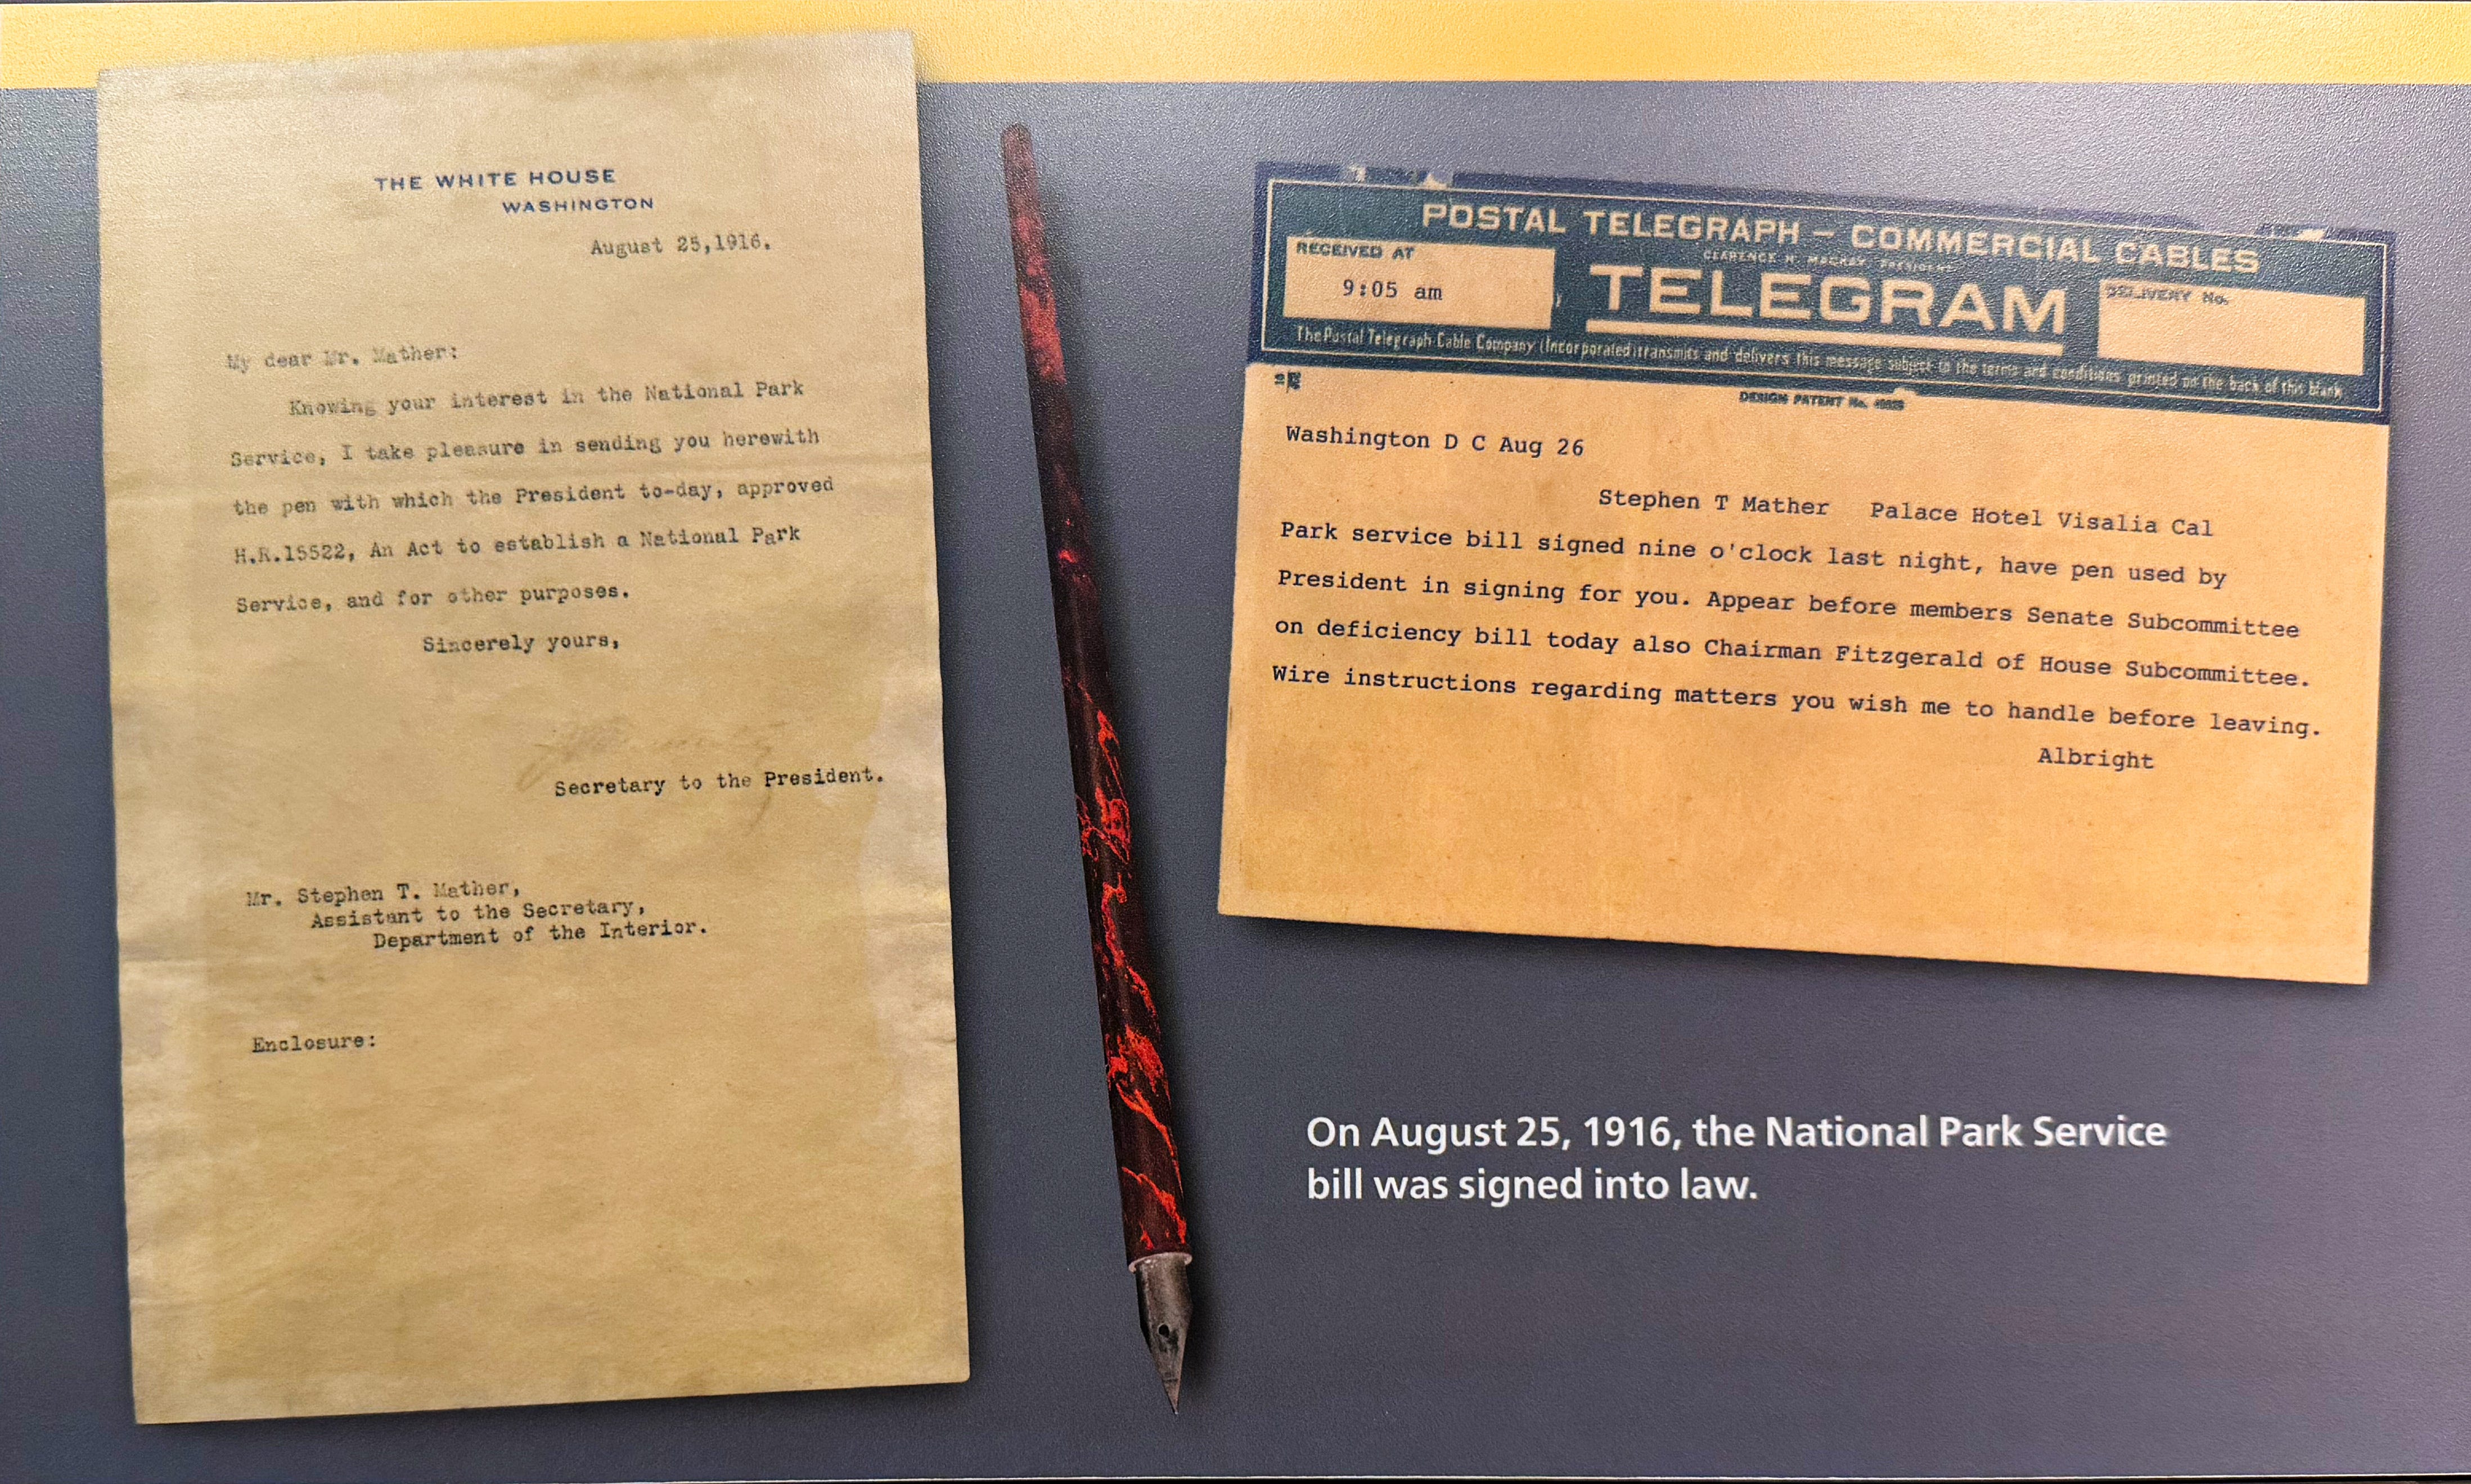 THE WHITE HOUSE
WASHINGTON
August 25,1916.
My dear Mr. Mather:
Knowing your interest in the National Park
Service, I take pleasure in sending you herewith
the pen with which the President to-day, approved
H.R.15522, An Act to establish a National Park
Service, and for other purposes.
Sincerely yours,
Secretary to the President.
Mr. Stephen T. Mather,
Assistant to the Secretary,
Department of the Interior.
Enclosure:
POSTAL TELEGRAPH – COMMERCIAL CABLES
CLARENCE H. MACKAY, PRESIDENT
RECEIVED AT
9:05 am
TELEGRAM
DELIVERY No.
The Postal Telegraph-Cable Company (Incorporated) transmits and delivers this message subject to the terms and conditions printed on the back of this blank
DESIGN PATENT No.
Washington D C Aug 26
Stephen T Mather Palace Hotel Visalia Cal
Park service bill signed nine o'clock last night, have pen used by
President in signing for you. Appear before members Senate Subcommittee
on deficiency bill today also Chairman Fitzgerald of House Subcommittee.
Wire instructions regarding matters you wish me to handle before leaving.
Albright
On August 25, 1916, the National Park Service
bill was signed into law.